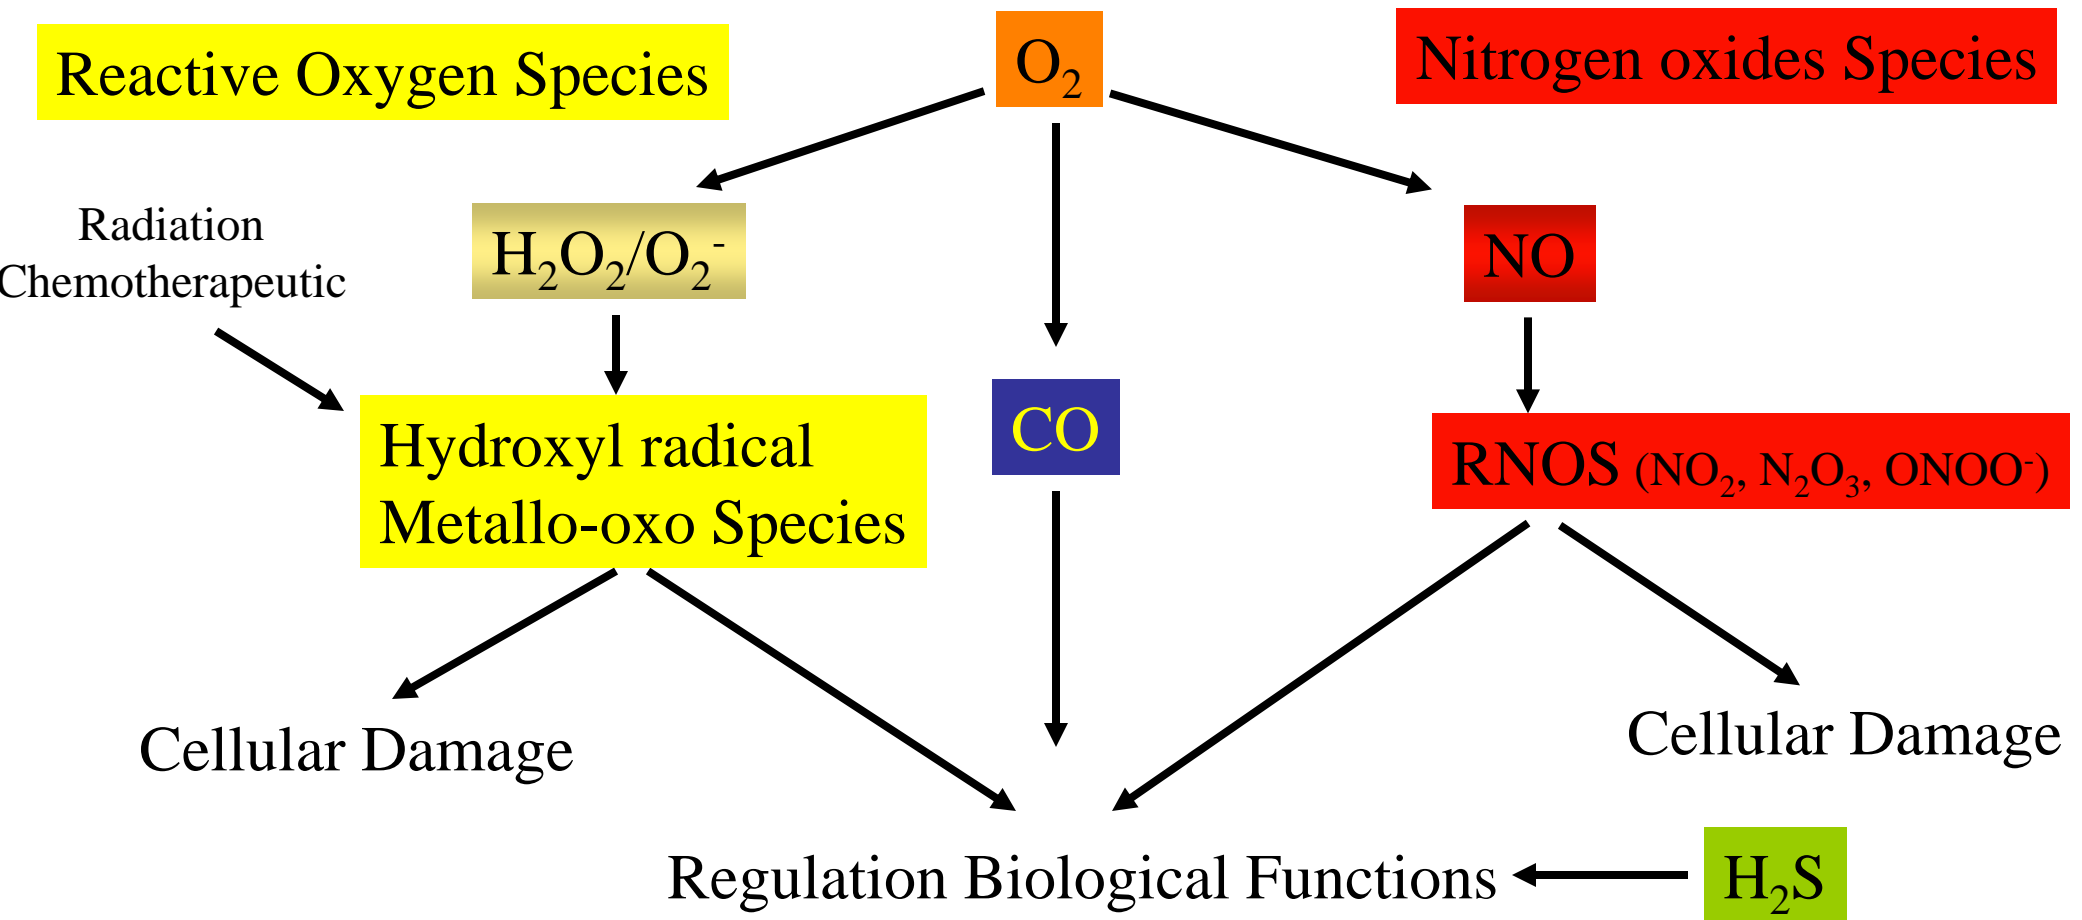 Reactive Oxygen Species
O₂
Nitrogen oxides Species
Radiation
Chemotherapeutic
H₂O₂/O₂⁻
NO
Hydroxyl radical
Metallo-oxo Species
CO
RNOS (NO₂, N₂O₃, ONOO⁻)
Cellular Damage
Cellular Damage
Regulation Biological Functions
H₂S